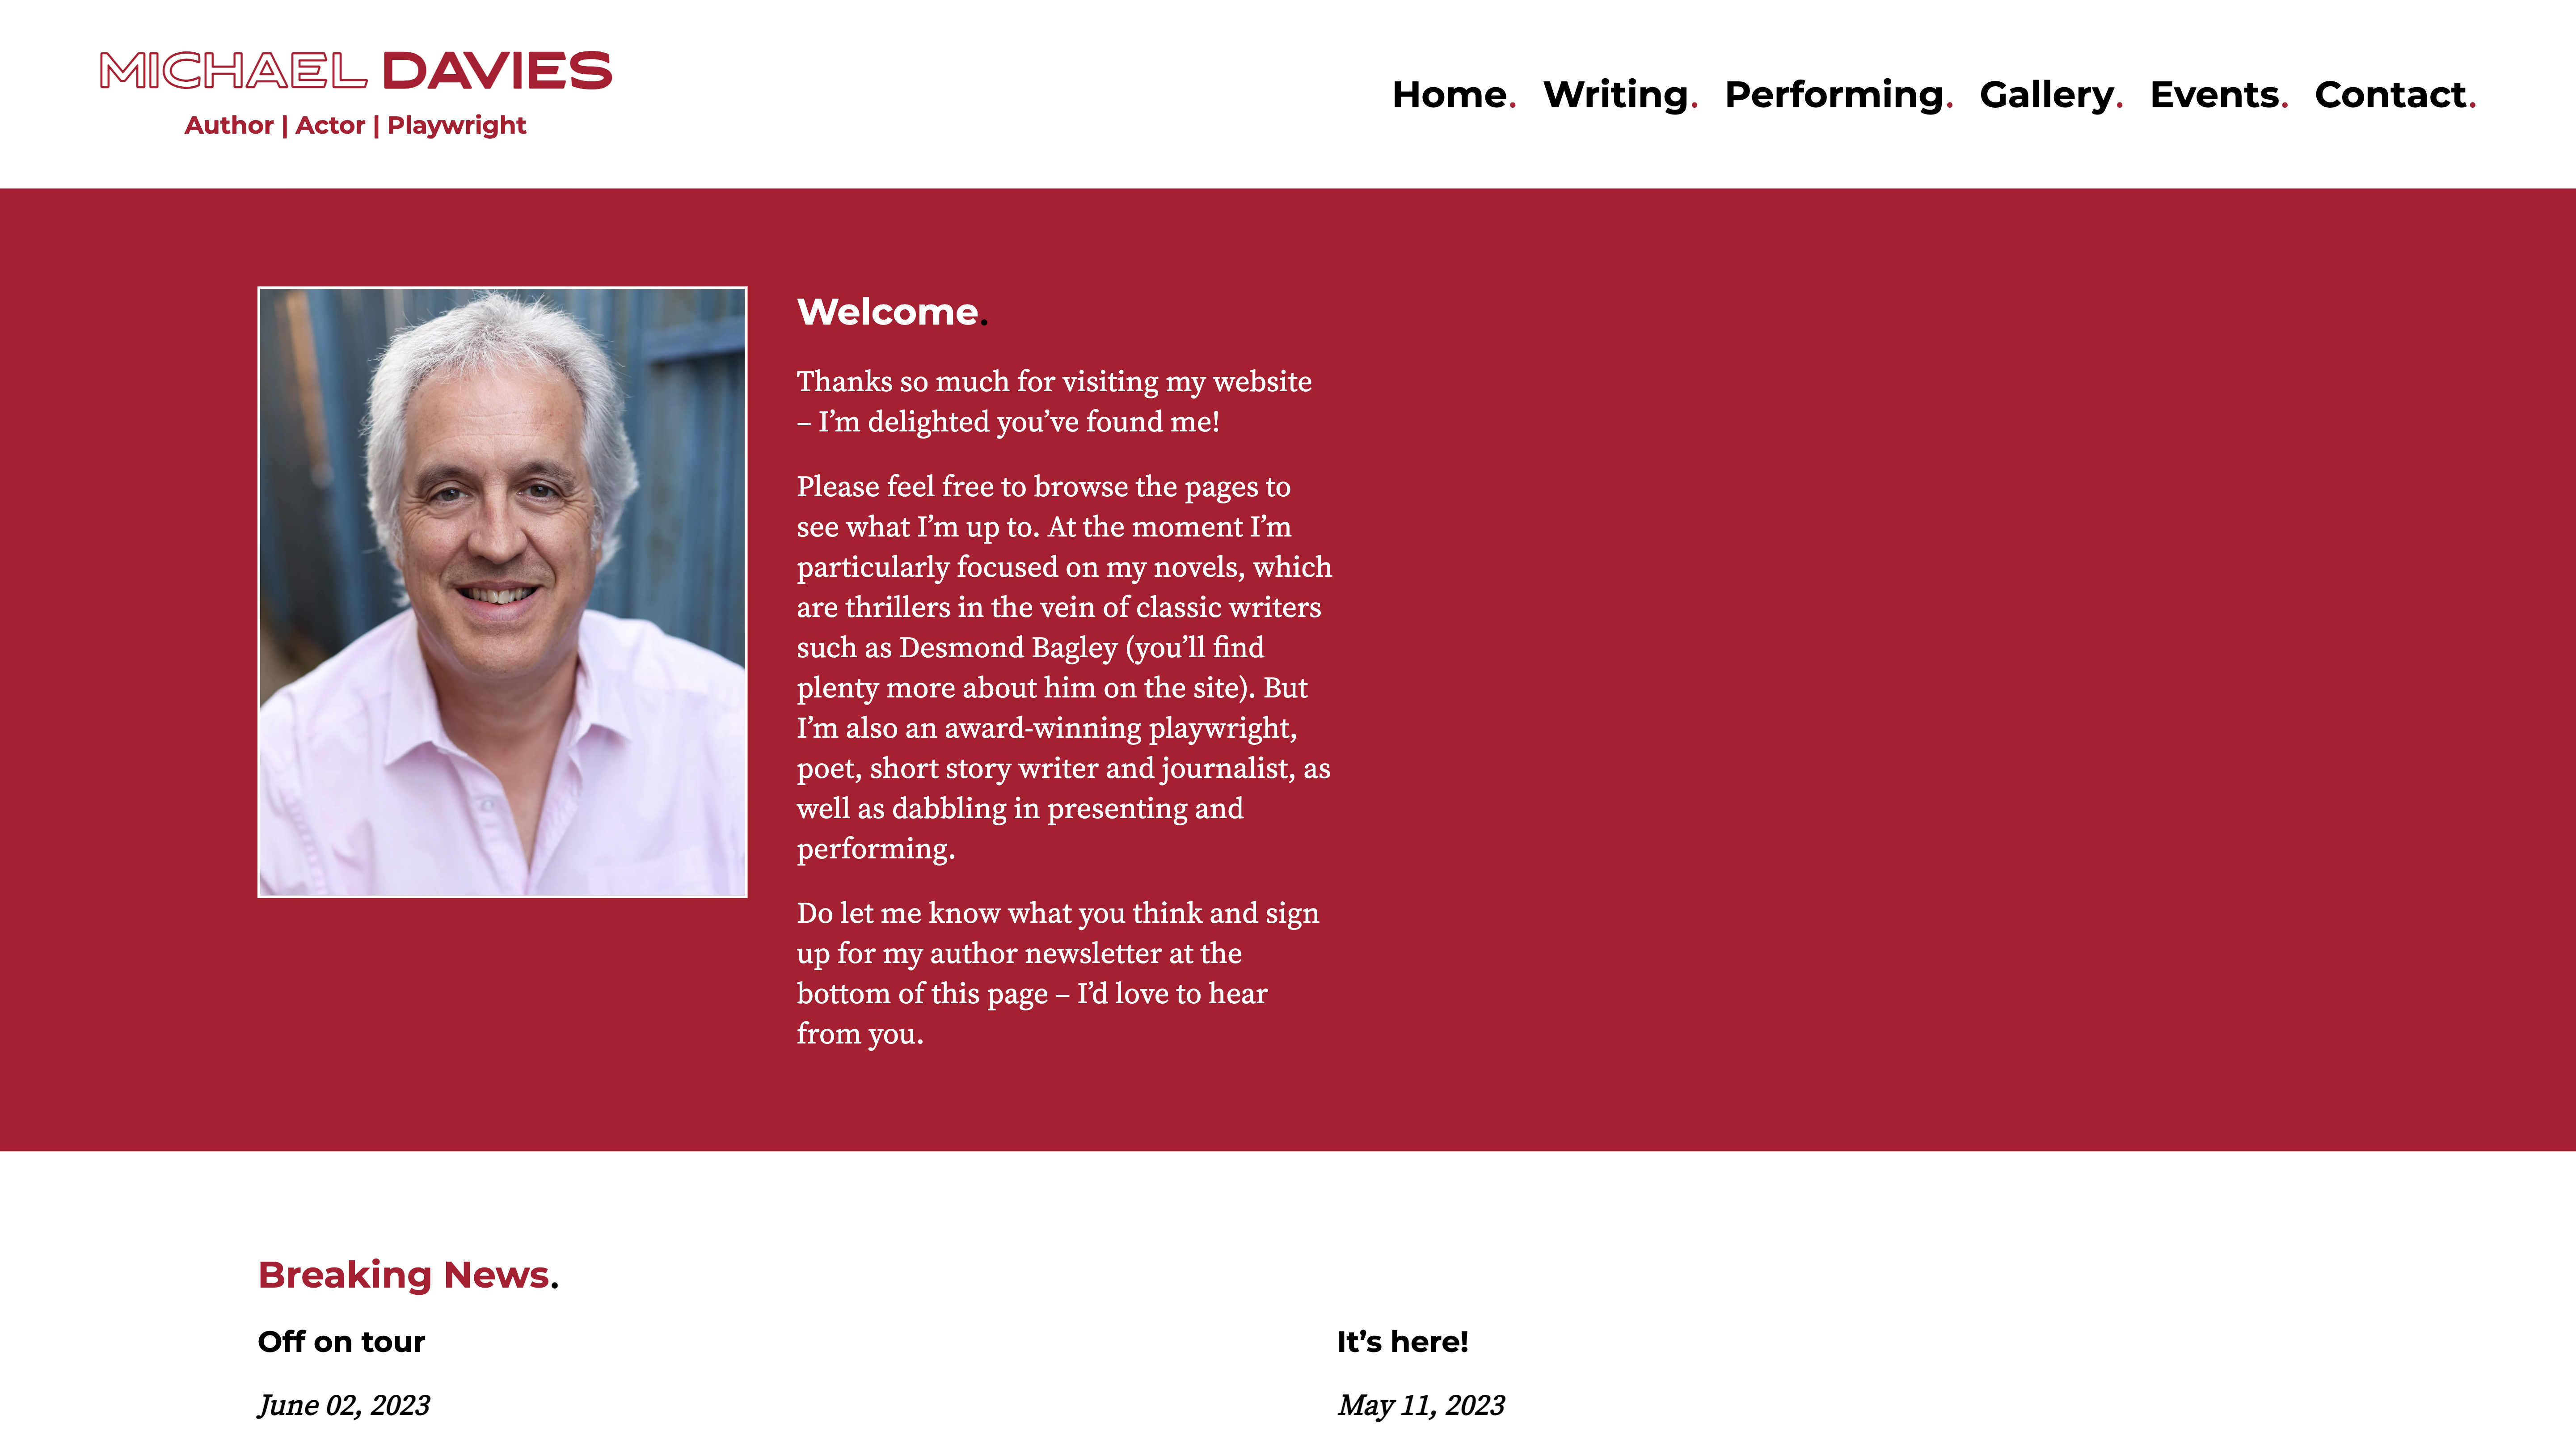 MICHAEL DAVIES
Author | Actor | Playwright
Home. Writing. Performing. Gallery. Events. Contact.
Welcome.
Thanks so much for visiting my website
– I’m delighted you’ve found me!
Please feel free to browse the pages to
see what I’m up to. At the moment I’m
particularly focused on my novels, which
are thrillers in the vein of classic writers
such as Desmond Bagley (you’ll find
plenty more about him on the site). But
I’m also an award-winning playwright,
poet, short story writer and journalist, as
well as dabbling in presenting and
performing.
Do let me know what you think and sign
up for my author newsletter at the
bottom of this page – I’d love to hear
from you.
Breaking News.
Off on tour
June 02, 2023
It’s here!
May 11, 2023